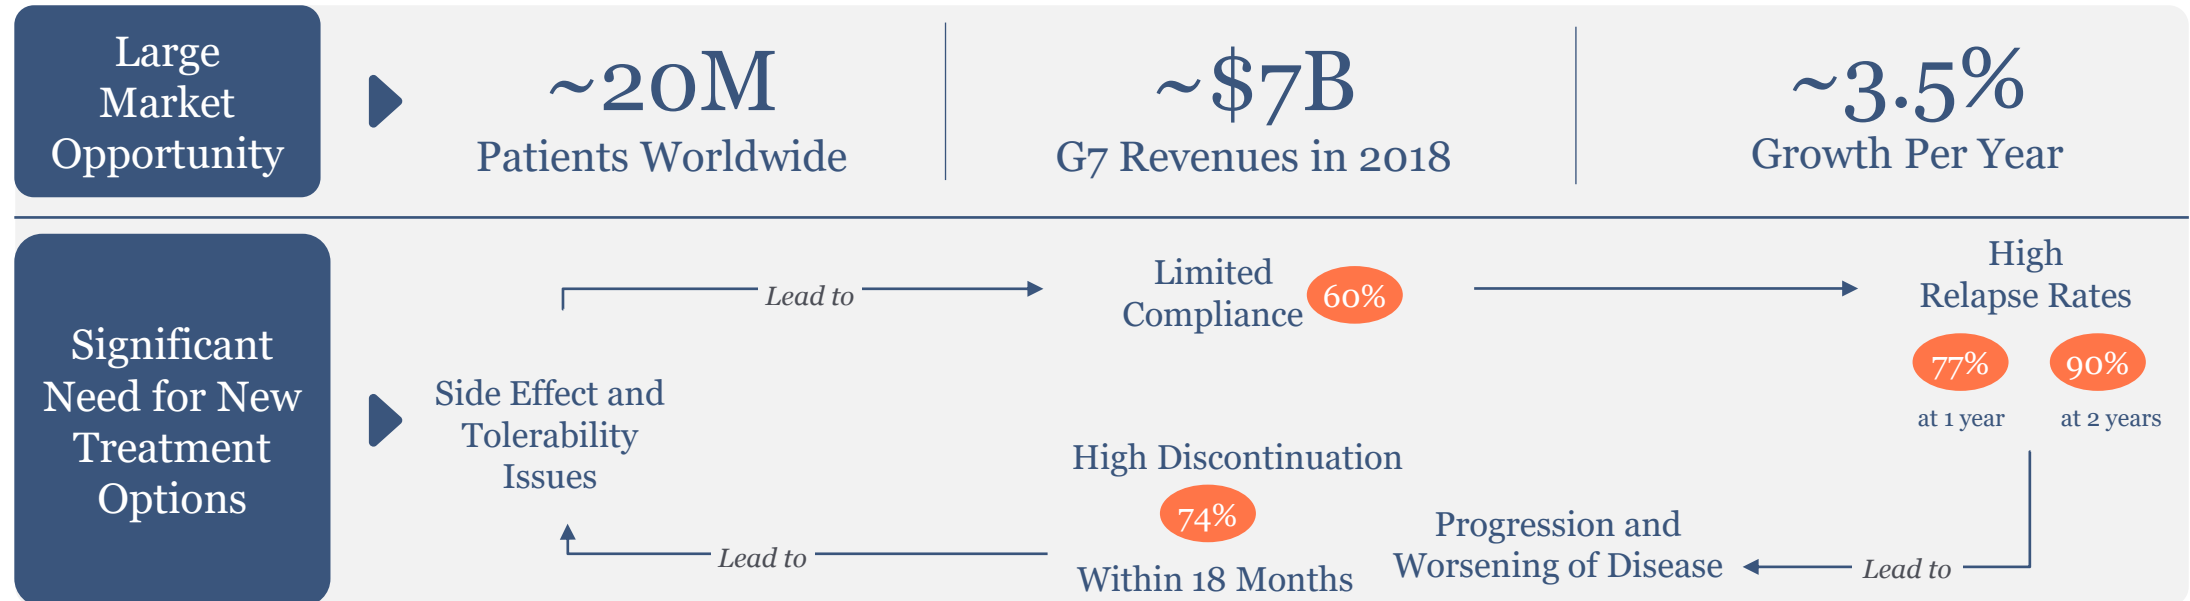 Large
Market
Opportunity
~20M
Patients Worldwide
~$7B
G7 Revenues in 2018
~3.5%
Growth Per Year
Significant
Need for New
Treatment
Options
Side Effect and
Tolerability
Issues
Lead to
Limited
Compliance
60%
High
Relapse Rates
77%
90%
at 1 year
at 2 years
Lead to
Progression and
Worsening of Disease
High Discontinuation
74%
Within 18 Months
Lead to